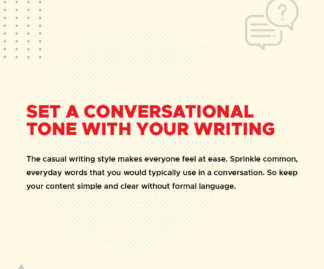 SET A CONVERSATIONAL
TONE WITH YOUR WRITING
The casual writing style makes everyone feel at ease. Sprinkle common,
everyday words that you would typically use in a conversation. So keep
your content simple and clear without formal language.